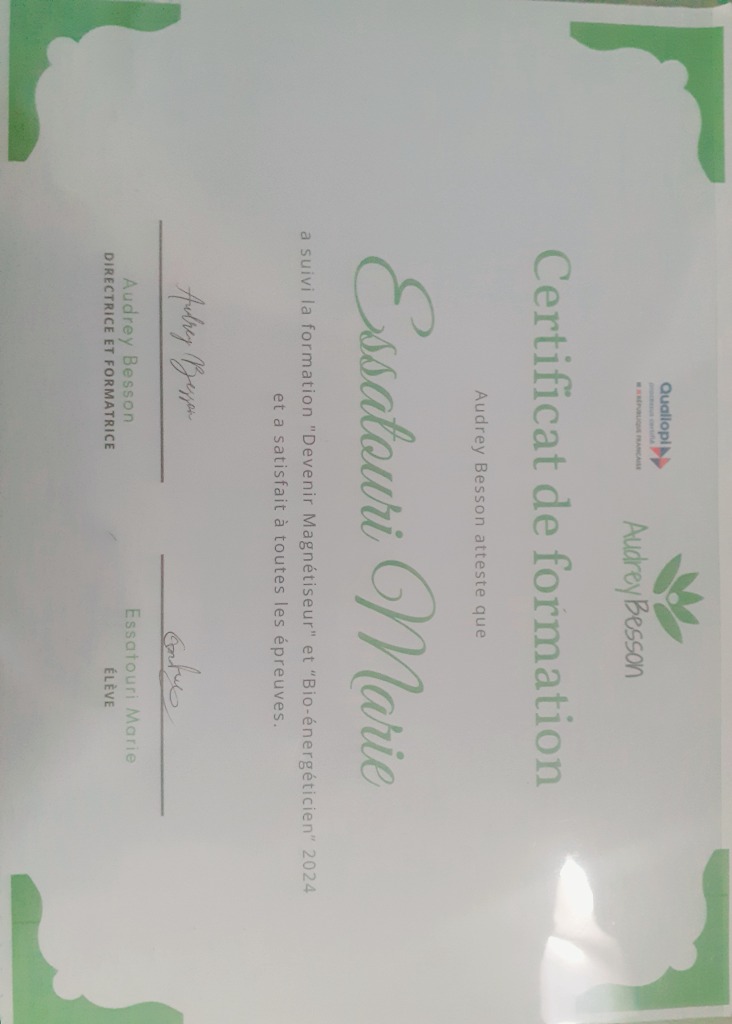 Qualiopi
processus certifié
RÉPUBLIQUE FRANÇAISE
Audrey Besson
Certificat de formation
Audrey Besson atteste que
Essatouri Marie
a suivi la formation "Devenir Magnétiseur" et "Bio-énergéticien" 2024
et a satisfait à toutes les épreuves.
Audrey Besson
Audrey Besson
DIRECTRICE ET FORMATRICE
Essatouri Marie
ÉLÈVE